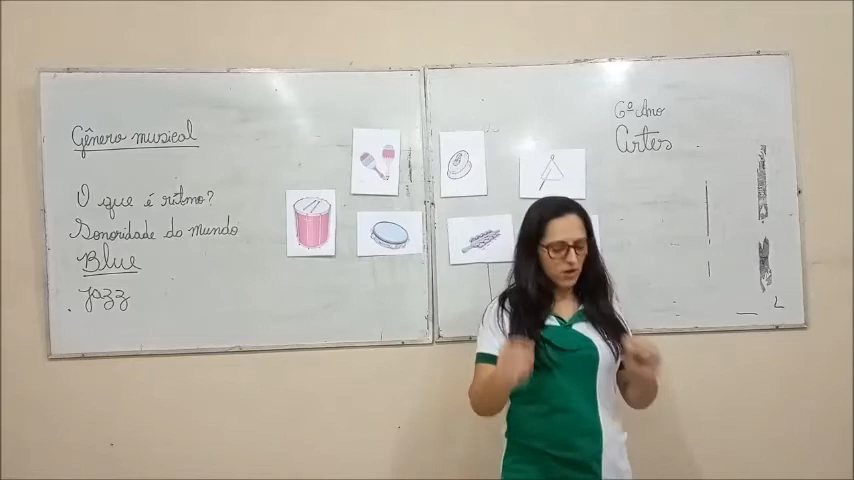 Gênero musical
O que é ritmo?
Sonoridade do mundo
Blue
Jazz
6º Ano
Artes